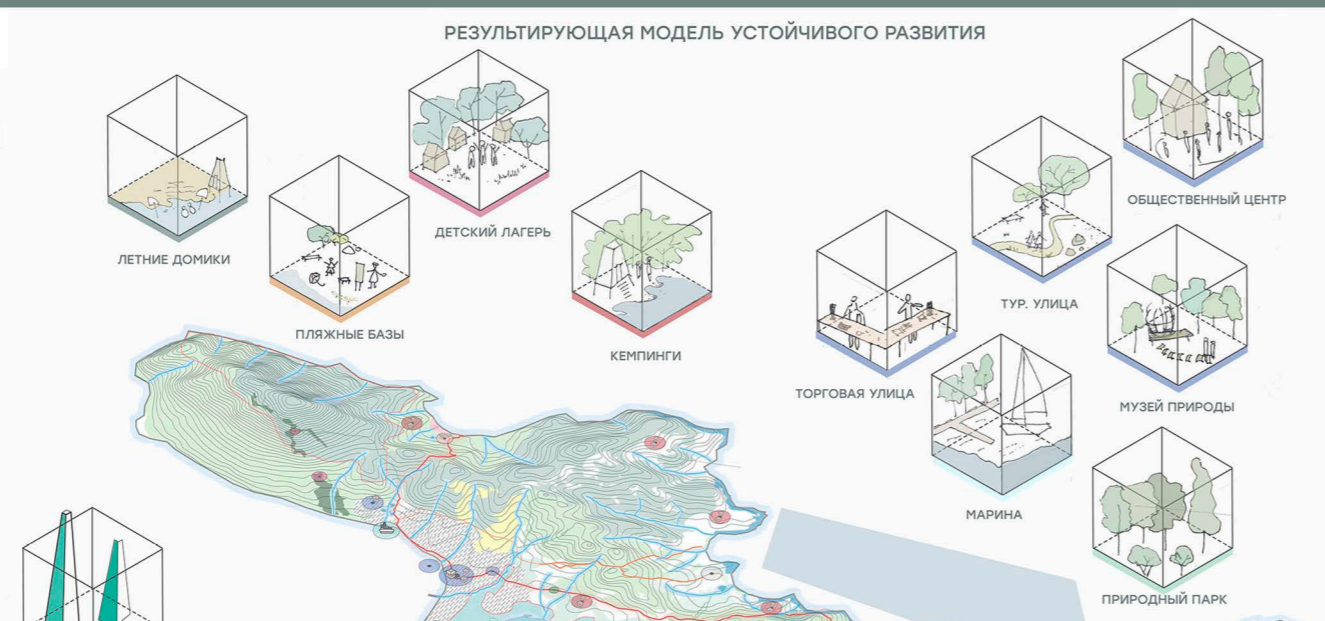 РЕЗУЛЬТИРУЮЩАЯ МОДЕЛЬ УСТОЙЧИВОГО РАЗВИТИЯ
ЛЕТНИЕ ДОМИКИ
ПЛЯЖНЫЕ БАЗЫ
ДЕТСКИЙ ЛАГЕРЬ
КЕМПИНГИ
ТОРГОВАЯ УЛИЦА
ТУР. УЛИЦА
ОБЩЕСТВЕННЫЙ ЦЕНТР
МУЗЕЙ ПРИРОДЫ
МАРИНА
ПРИРОДНЫЙ ПАРК